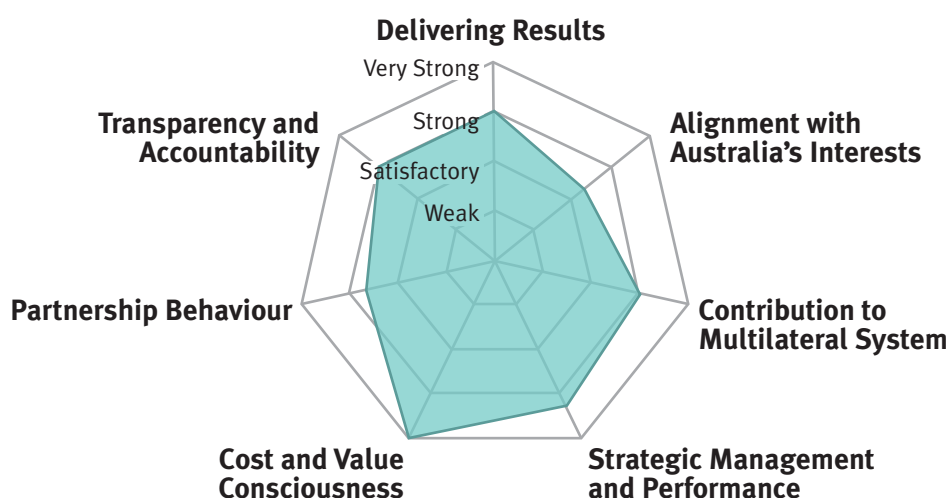 Delivering Results
Very Strong
Strong
Satisfactory
Weak
Transparency and
Accountability
Alignment with
Australia’s Interests
Partnership Behaviour
Contribution to
Multilateral System
Cost and Value
Consciousness
Strategic Management
and Performance